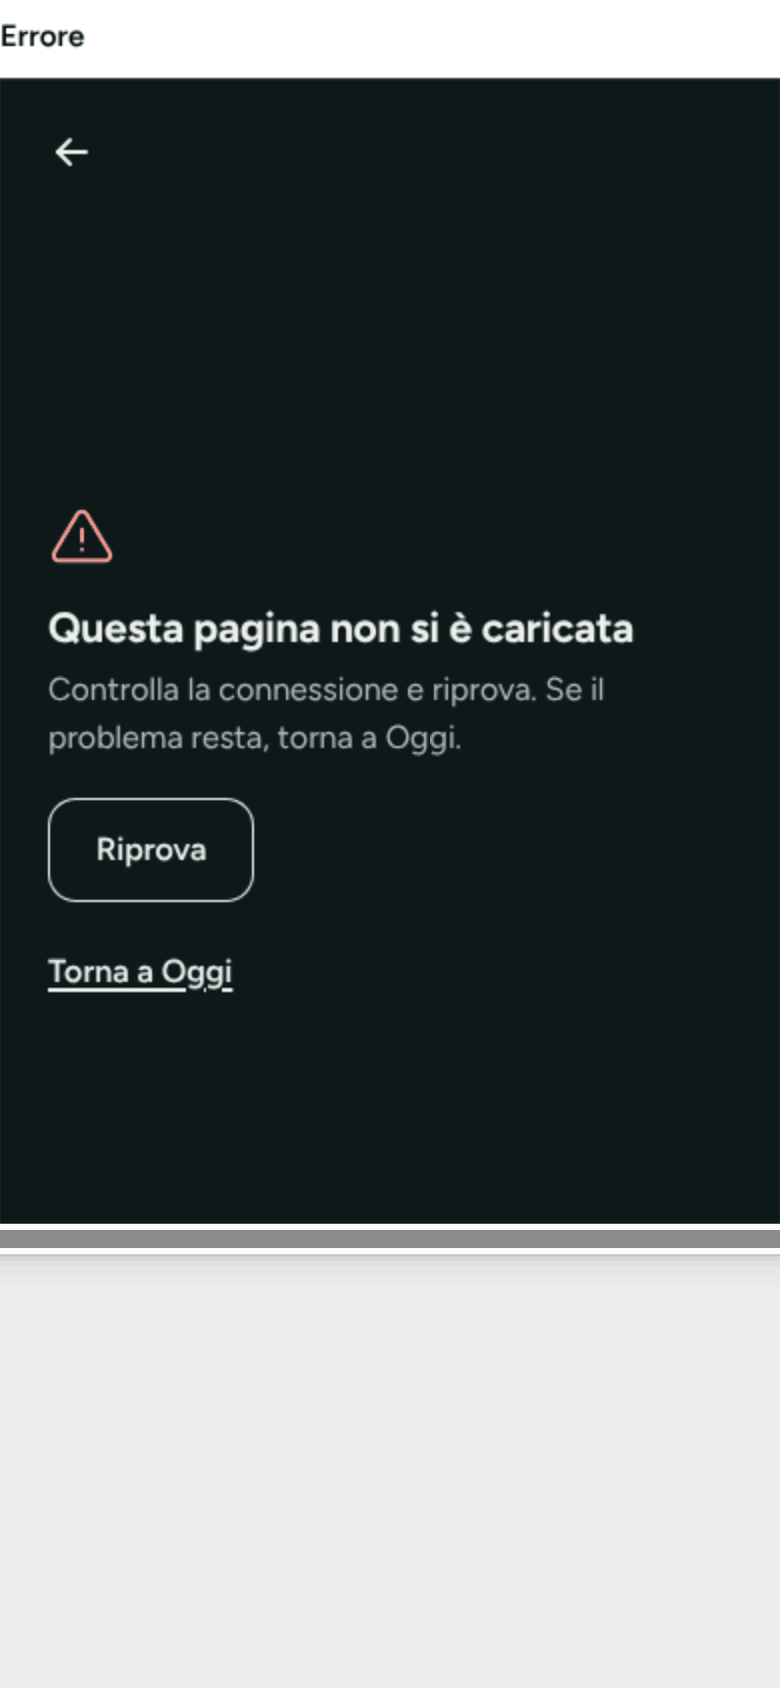 Errore
Questa pagina non si è caricata
Controlla la connessione e riprova. Se il
problema resta, torna a Oggi.
Riprova
Torna a Oggi